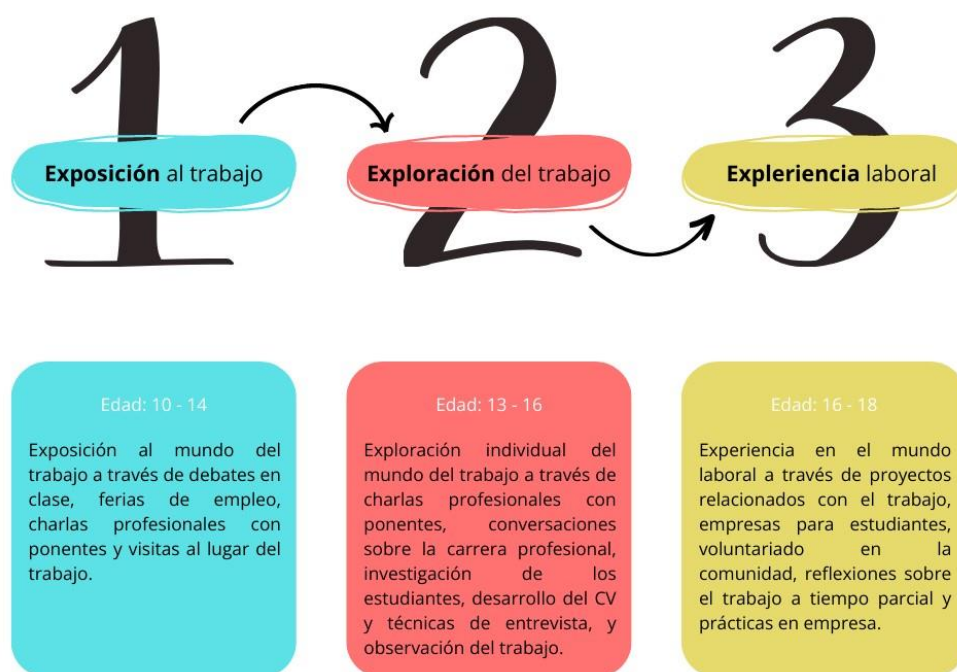 1
2
3
Exposición al trabajo
Exploración del trabajo
Expleriencia laboral
Edad: 10 - 14
Exposición al mundo del
trabajo a través de debates en
clase, ferias de empleo,
charlas profesionales con
ponentes y visitas al lugar del
trabajo.
Edad: 13 - 16
Exploración individual del
mundo del trabajo a través de
charlas profesionales con
ponentes, conversaciones
sobre la carrera profesional,
investigación de los
estudiantes, desarrollo del CV
y técnicas de entrevista, y
observación del trabajo.
Edad: 16 - 18
Experiencia en el mundo
laboral a través de proyectos
relacionados con el trabajo,
empresas para estudiantes,
voluntariado en la
comunidad, reflexiones sobre
el trabajo a tiempo parcial y
prácticas en empresa.